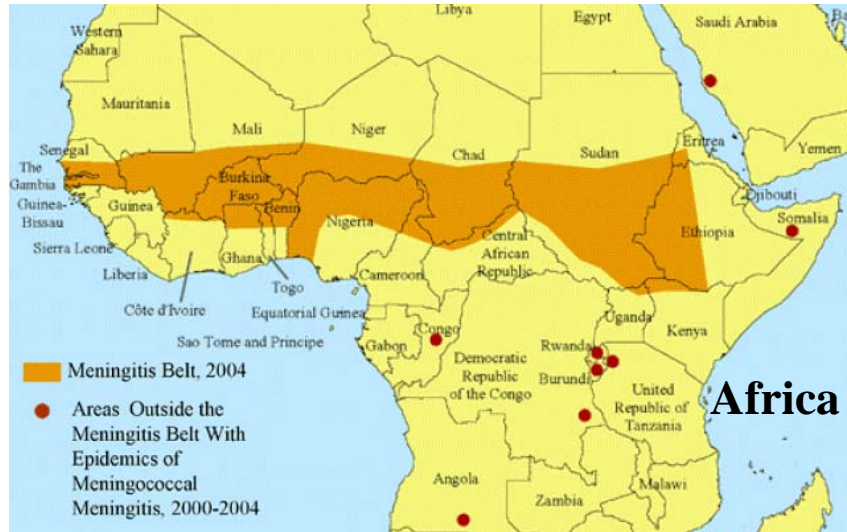 Libya
Egypt
Saudi Arabia
Ba
Western
Sahara
Mauritania
Mali
Niger
Chad
Sudan
Eritrea
Yemen
Senegal
The
Gambia
Guinea-
Bissau
Guinea
Burkina
Faso
Benin
Nigeria
Djibouti
Somalia
Ethiopia
Central
African
Republic
Sierra Leone
Liberia
Ghana
Togo
Cameroon
Côte d'Ivoire
Equatorial Guinea
Sao Tome and Principe
Gabon
Congo
Uganda
Kenya
Rwanda
Burundi
Democratic
Republic
of the Congo
United
Republic of
Tanzania
Africa
Angola
Zambia
Malawi
Meningitis Belt, 2004
Areas Outside the
Meningitis Belt With
Epidemics of
Meningococcal
Meningitis, 2000-2004